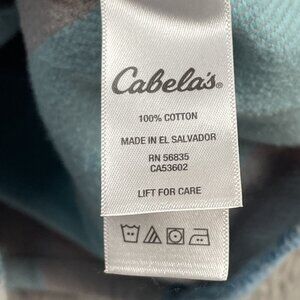 Cabela's®
100% COTTON
MADE IN EL SALVADOR
RN 56835
CA53602
LIFT FOR CARE